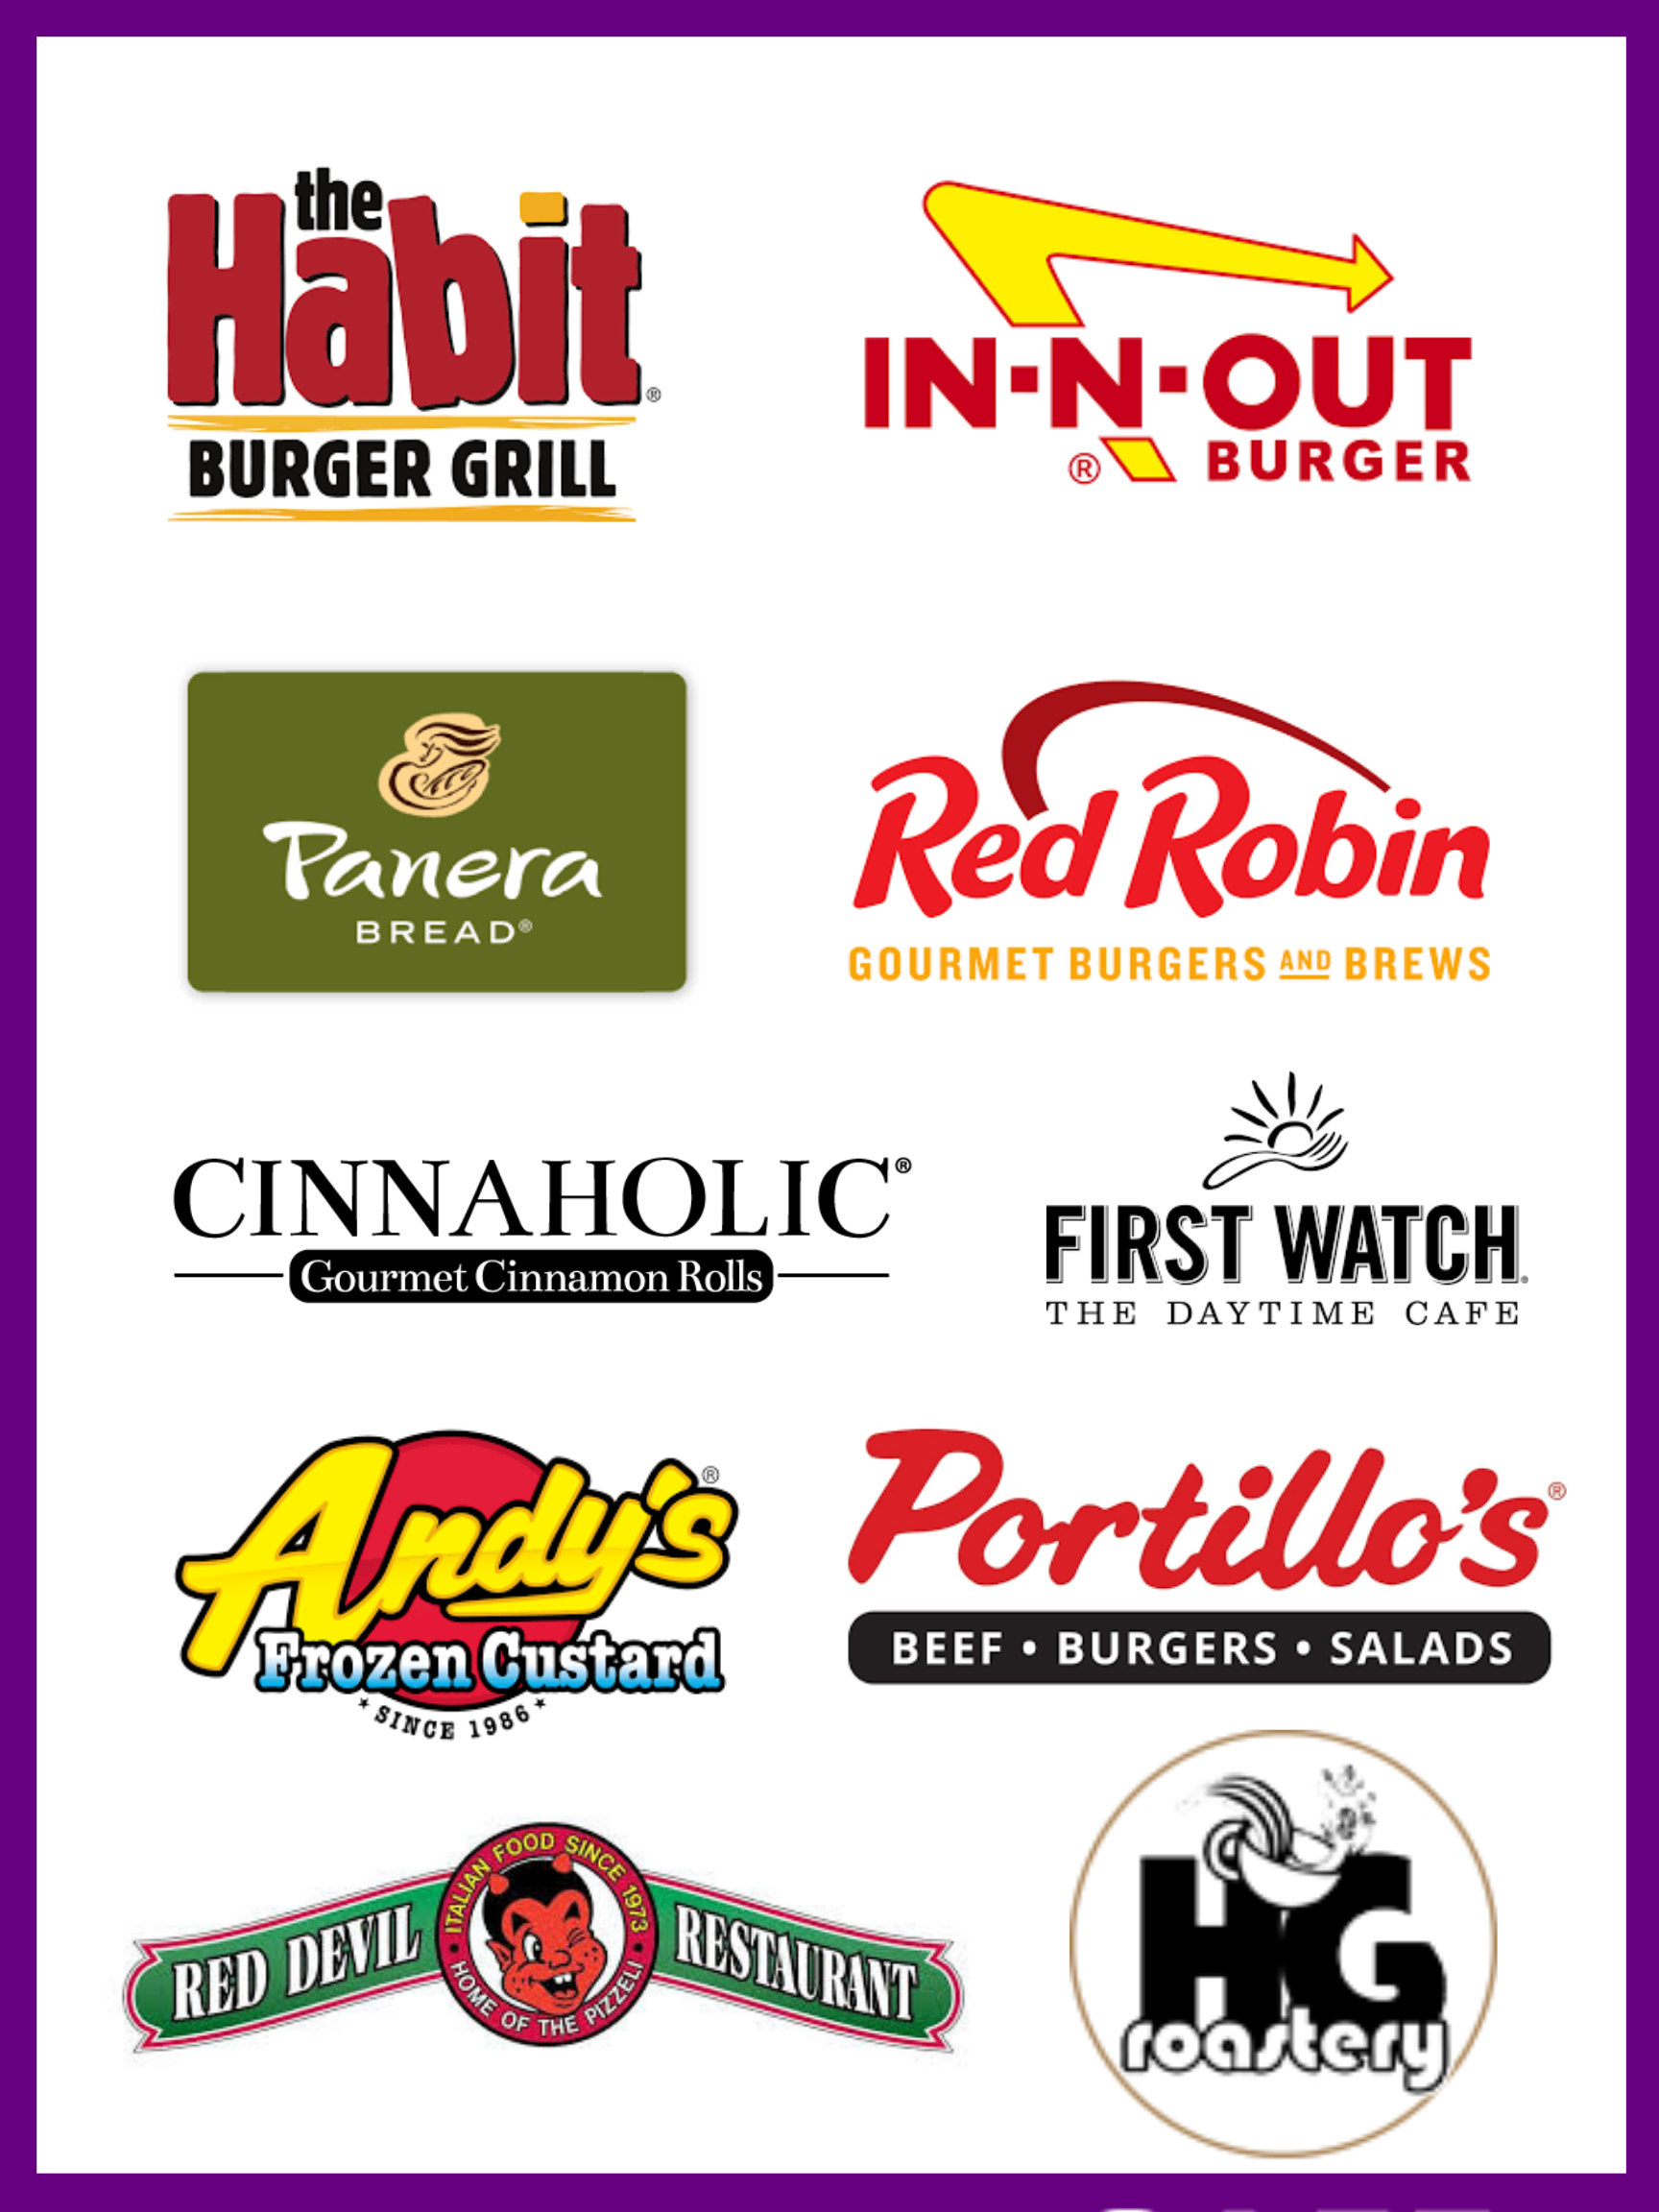 the
Habit®
BURGER GRILL
IN-N-OUT
® BURGER
Panera
BREAD®
Red Robin
GOURMET BURGERS AND BREWS
CINNAHOLIC®
Gourmet Cinnamon Rolls
FIRST WATCH®
THE DAYTIME CAFE
Andy's®
Frozen Custard
* SINCE 1986 *
Portillo's®
BEEF • BURGERS • SALADS
RED DEVIL
• ITALIAN FOOD SINCE 1973 •
HOME OF THE PIZZELI
RESTAURANT
HG
roastery